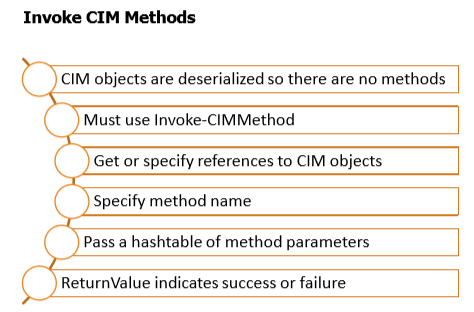 Invoke CIM Methods
CIM objects are deserialized so there are no methods
Must use Invoke-CIMMethod
Get or specify references to CIM objects
Specify method name
Pass a hashtable of method parameters
ReturnValue indicates success or failure